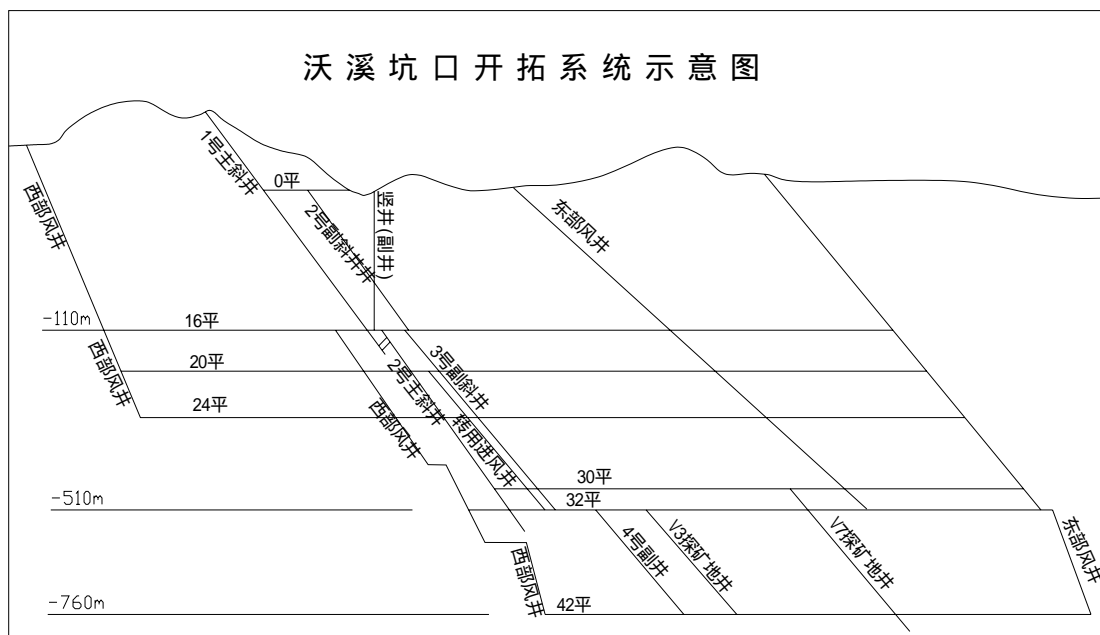 沃溪坑口开拓系统示意图
1号主斜井
0平
西部风井
2号副斜井井
竖井(副井)
东部风井
-110m
16平
西部风井
20平
3号副斜井
2号主斜井
24平
西部风井
转用进风井
30平
-510m
32平
4号副井
V3探矿地井
V7探矿地井
东部风井
西部风井
-760m
42平